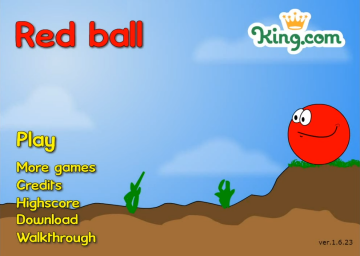 Red ball
King.com
Play
More games
Credits
Highscore
Download
Walkthrough
ver.1.6.23